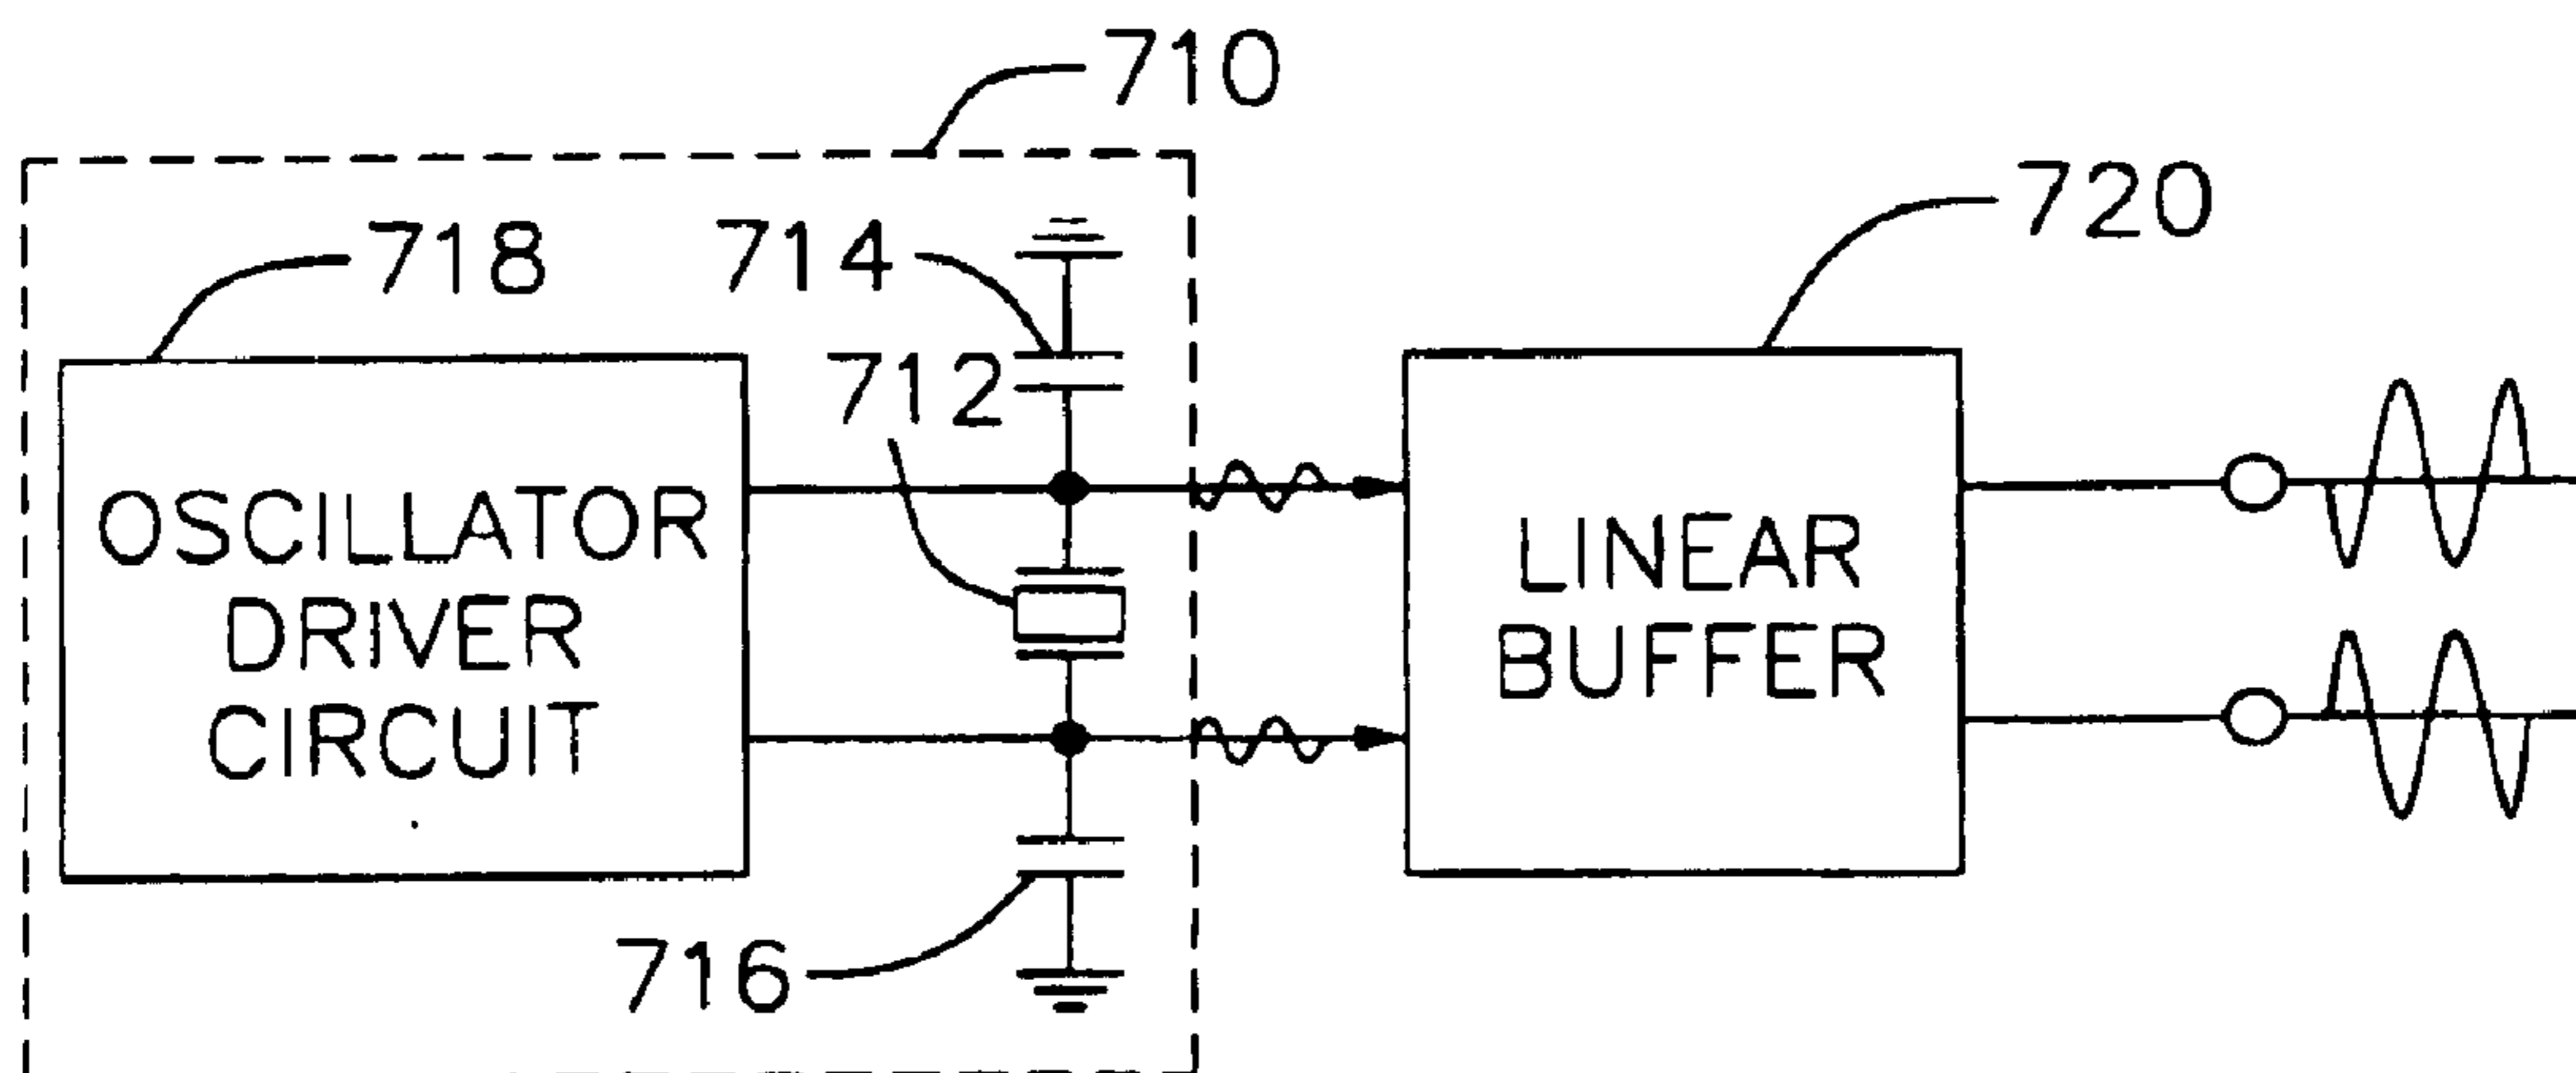 710
720
718
714
712
OSCILLATOR
DRIVER
CIRCUIT
LINEAR
BUFFER
716